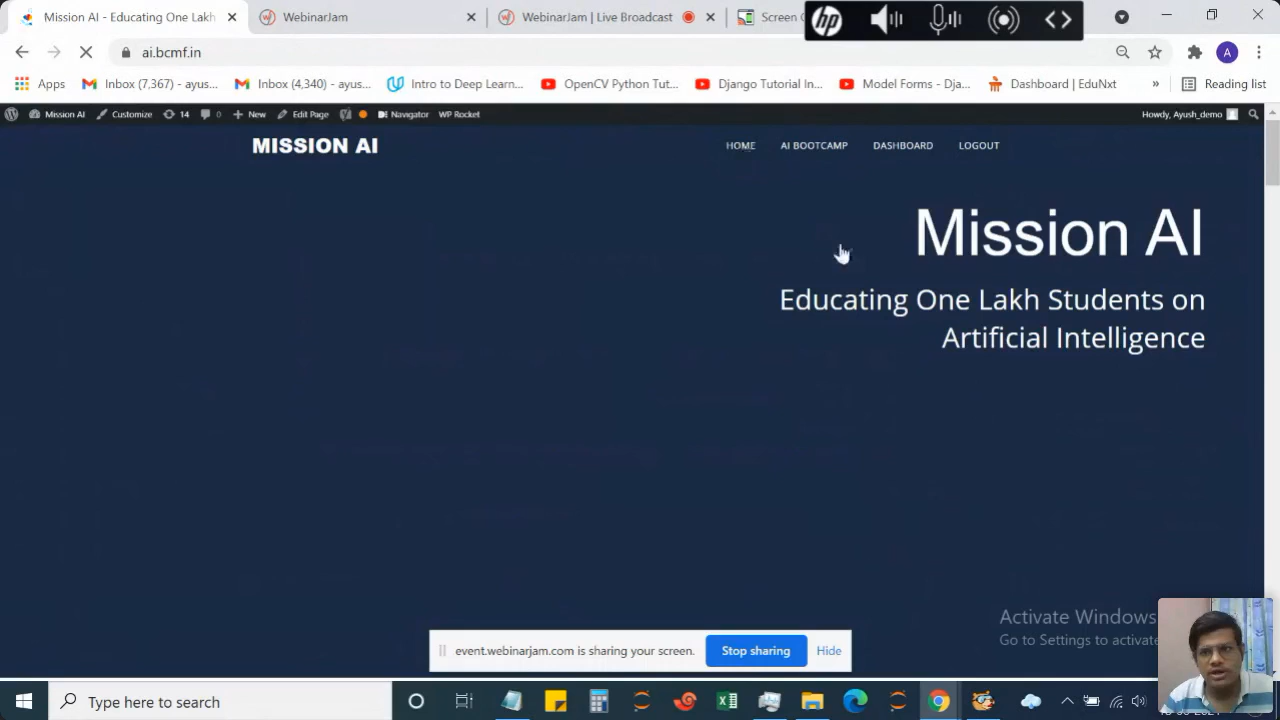 Mission AI - Educating One Lakh
WebinarJam
WebinarJam | Live Broadcast
Screen
ai.bcmf.in
A
Apps
Inbox (7,367) - ayus...
Inbox (4,340) - ayus...
Intro to Deep Learn...
OpenCV Python Tut...
Django Tutorial In...
Model Forms - Dja...
Dashboard | EduNxt
Reading list
Mission AI
Customize
14
0
New
Edit Page
Navigator
WP Rocket
Howdy, Ayush_demo
MISSION AI
HOME
AI BOOTCAMP
DASHBOARD
LOGOUT
Mission AI
Educating One Lakh Students on
Artificial Intelligence
Activate Windows
Go to Settings to activate
event.webinarjam.com is sharing your screen.
Stop sharing
Hide
Type here to search